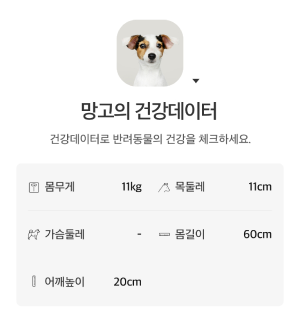 망고의 건강데이터
건강데이터로 반려동물의 건강을 체크하세요.
몸무게 11kg 목둘레 11cm
가슴둘레 - 몸길이 60cm
어깨높이 20cm